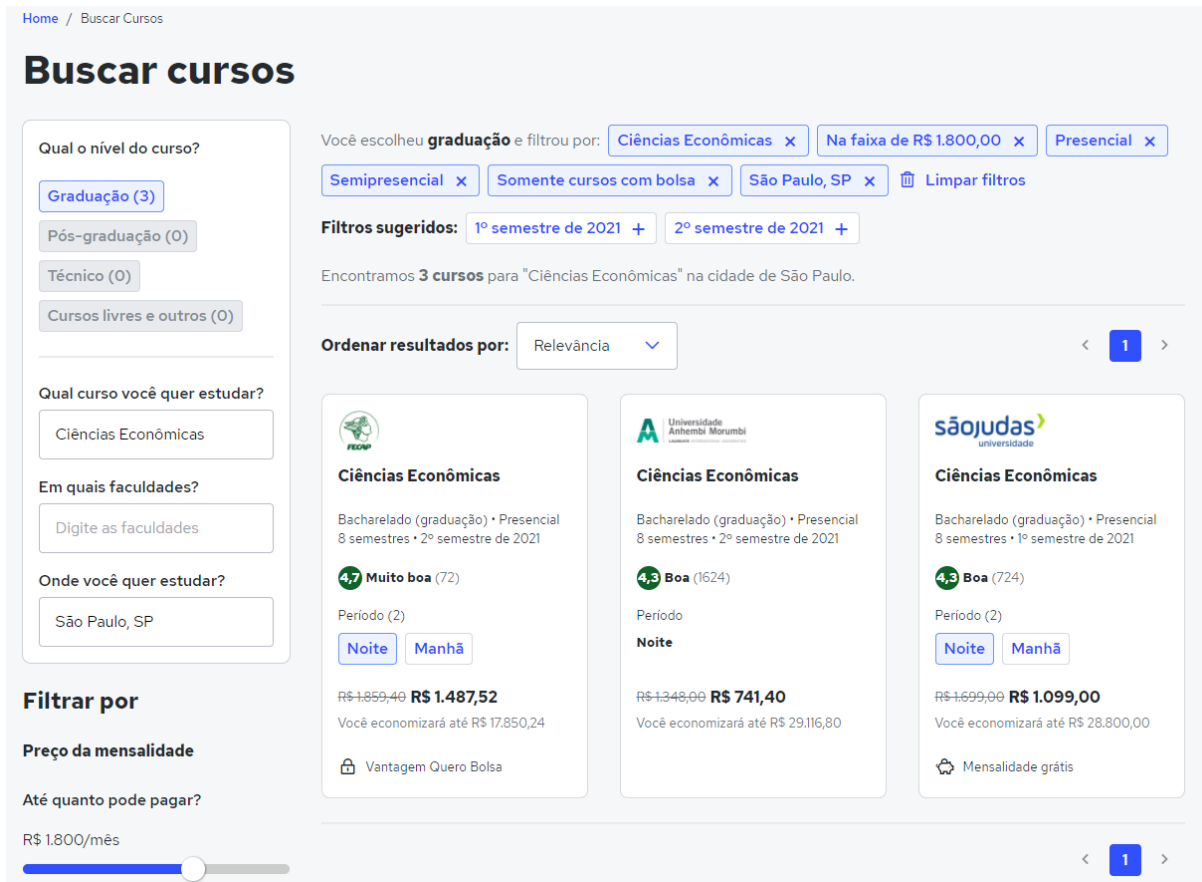 Home / Buscar Cursos
Buscar cursos
Qual o nível do curso?
Graduação (3)
Pós-graduação (0)
Técnico (0)
Cursos livres e outros (0)
Qual curso você quer estudar?
Ciências Econômicas
Em quais faculdades?
Digite as faculdades
Onde você quer estudar?
São Paulo, SP
Filtrar por
Preço da mensalidade
Até quanto pode pagar?
R$ 1.800/mês
Você escolheu graduação e filtrou por: Ciências Econômicas × Na faixa de R$ 1.800,00 × Presencial ×
Semipresencial × Somente cursos com bolsa × São Paulo, SP × Limpar filtros
Filtros sugeridos: 1º semestre de 2021 + 2º semestre de 2021 +
Encontramos 3 cursos para "Ciências Econômicas" na cidade de São Paulo.
Ordenar resultados por: Relevância
< 1 >
FECAP
Ciências Econômicas
Bacharelado (graduação) • Presencial
8 semestres • 2º semestre de 2021
4,7 Muito boa (72)
Período (2)
Noite Manhã
R$ 1.859,40 R$ 1.487,52
Você economizará até R$ 17.850,24
Vantagem Quero Bolsa
Universidade
Anhembi Morumbi
Ciências Econômicas
Bacharelado (graduação) • Presencial
8 semestres • 2º semestre de 2021
4,3 Boa (1624)
Período
Noite
R$ 1.348,00 R$ 741,40
Você economizará até R$ 29.116,80
sãojudas
universidade
Ciências Econômicas
Bacharelado (graduação) • Presencial
8 semestres • 1º semestre de 2021
4,3 Boa (724)
Período (2)
Noite Manhã
R$ 1.699,00 R$ 1.099,00
Você economizará até R$ 28.800,00
Mensalidade grátis
< 1 >